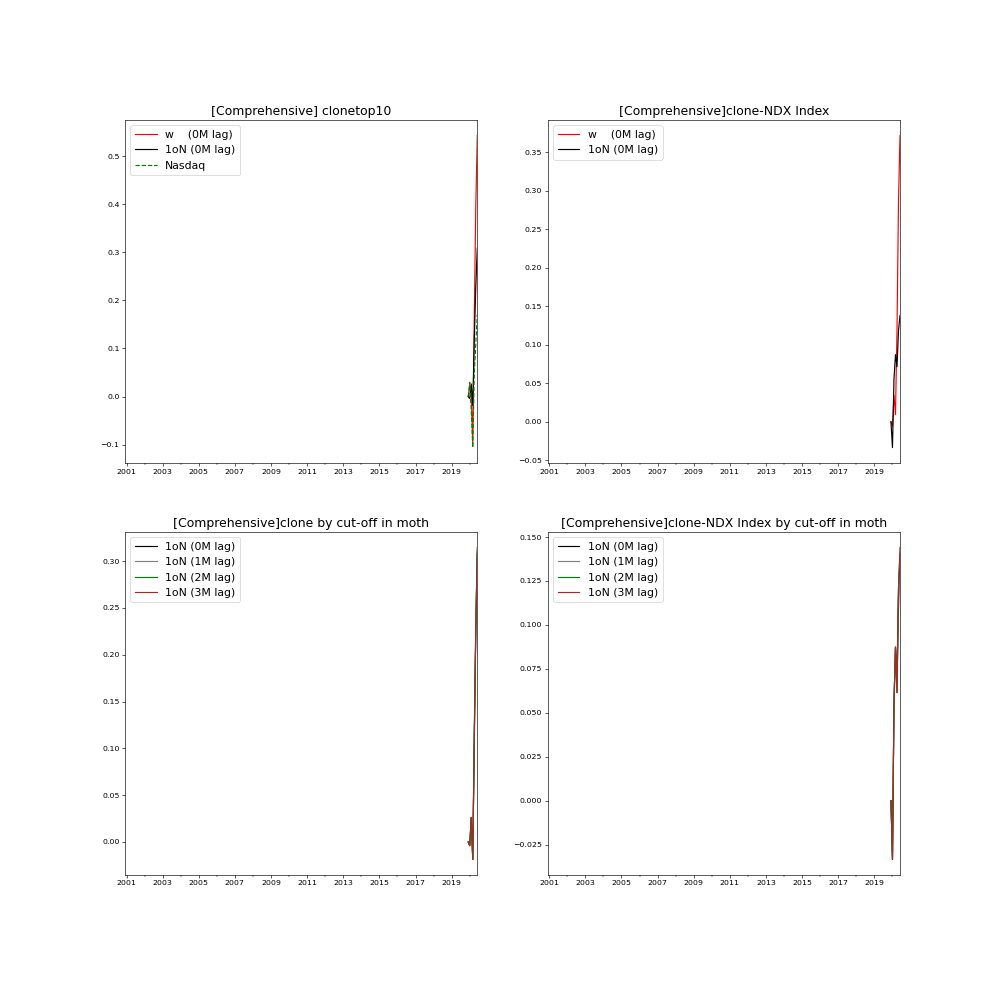 [Comprehensive] clonetop10
w    (0M lag)
1oN (0M lag)
Nasdaq
0.5
0.4
0.3
0.2
0.1
0.0
−0.1
2001 2003 2005 2007 2009 2011 2013 2015 2017 2019
[Comprehensive]clone-NDX Index
w    (0M lag)
1oN (0M lag)
0.35
0.30
0.25
0.20
0.15
0.10
0.05
0.00
−0.05
2001 2003 2005 2007 2009 2011 2013 2015 2017 2019
[Comprehensive]clone by cut-off in moth
1oN (0M lag)
1oN (1M lag)
1oN (2M lag)
1oN (3M lag)
0.30
0.25
0.20
0.15
0.10
0.05
0.00
2001 2003 2005 2007 2009 2011 2013 2015 2017 2019
[Comprehensive]clone-NDX Index by cut-off in moth
1oN (0M lag)
1oN (1M lag)
1oN (2M lag)
1oN (3M lag)
0.150
0.125
0.100
0.075
0.050
0.025
0.000
−0.025
2001 2003 2005 2007 2009 2011 2013 2015 2017 2019